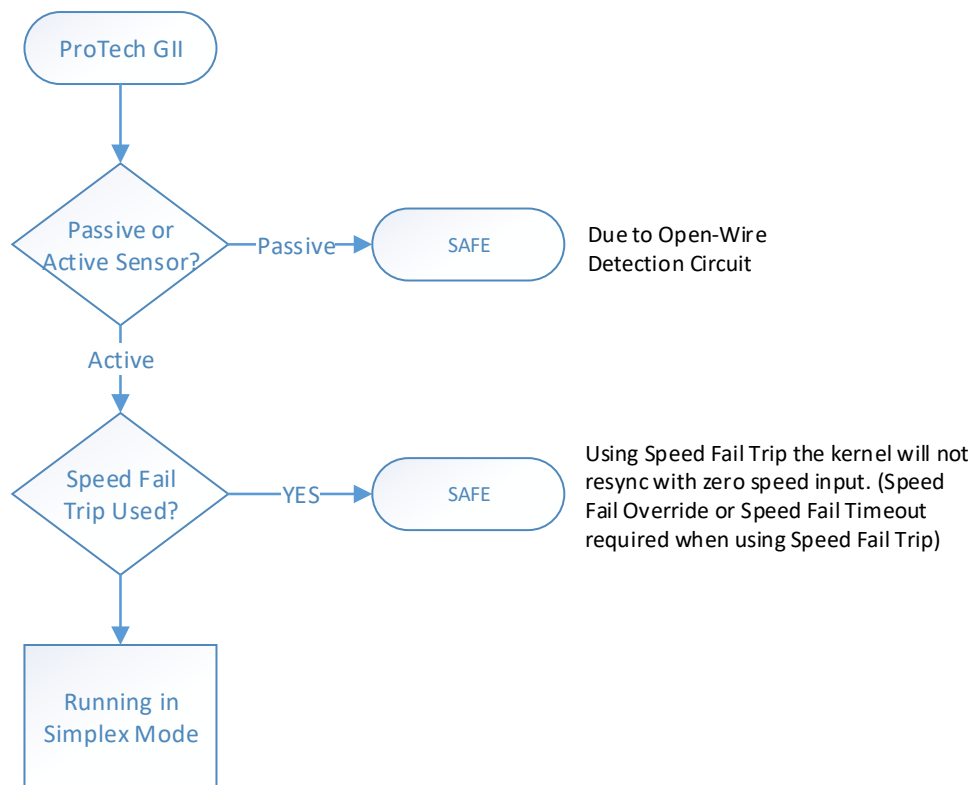 ProTech GII
Passive or
Active Sensor?
Passive
SAFE
Due to Open-Wire
Detection Circuit
Active
Speed Fail
Trip Used?
YES
SAFE
Using Speed Fail Trip the kernel will not
resync with zero speed input. (Speed
Fail Override or Speed Fail Timeout
required when using Speed Fail Trip)
Running in
Simplex Mode